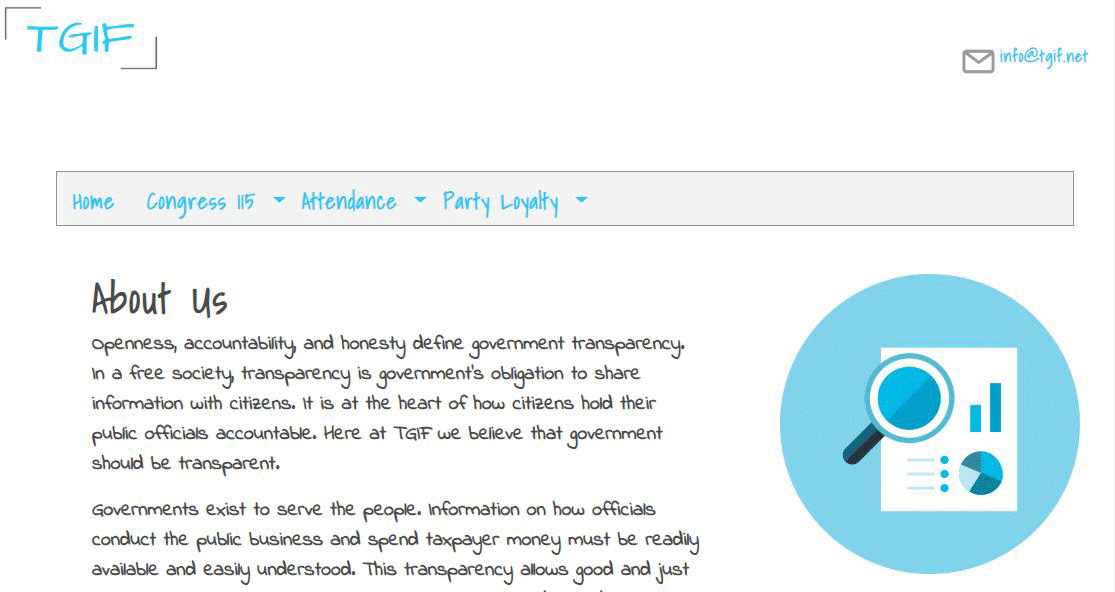 TGIF
info@tgif.net
Home Congress 115 Attendance Party Loyalty
About Us
Openness, accountability, and honesty define government transparency.
In a free society, transparency is government's obligation to share
information with citizens. It is at the heart of how citizens hold their
public officials accountable. Here at TGIF we believe that government
should be transparent.
Governments exist to serve the people. Information on how officials
conduct the public business and spend taxpayer money must be readily
available and easily understood. This transparency allows good and just